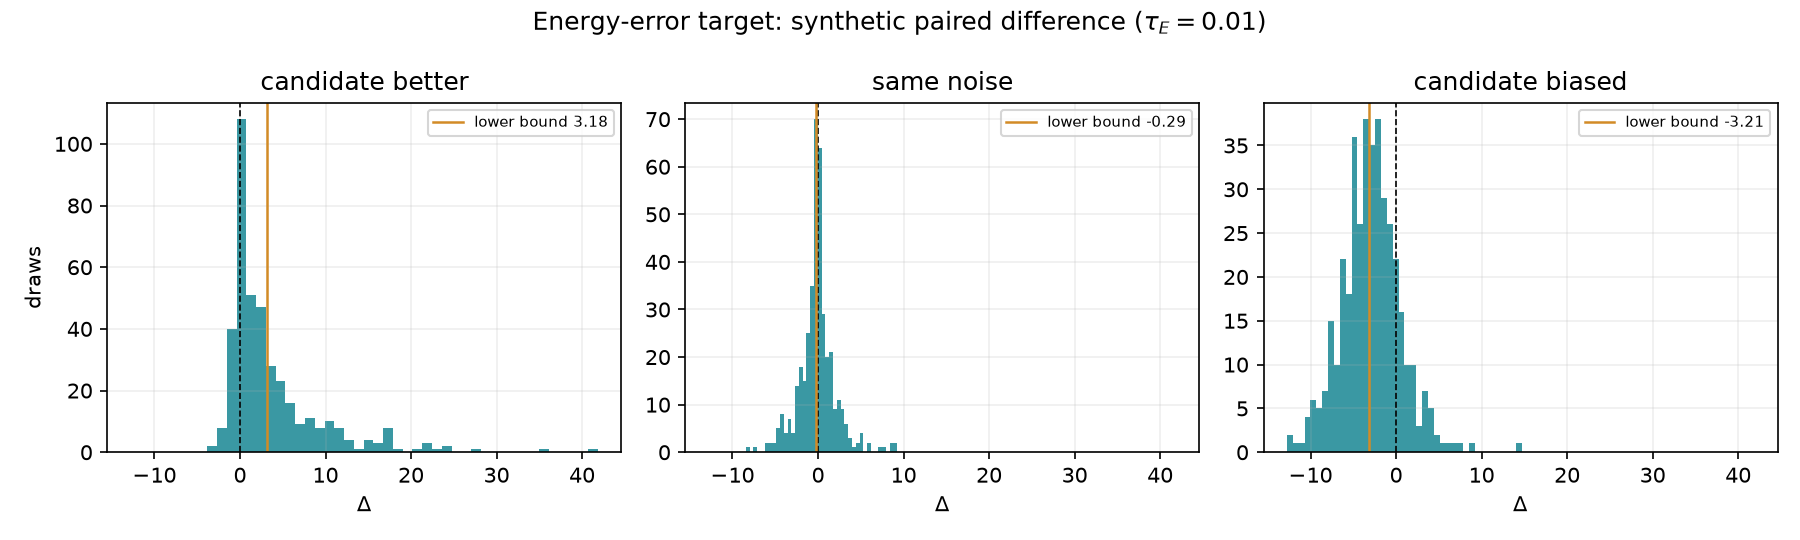 Energy-error target: synthetic paired difference (τ_E = 0.01)
candidate better
draws
100
80
60
40
20
0
−10 0 10 20 30 40
Δ
lower bound 3.18
same noise
70
60
50
40
30
20
10
0
−10 0 10 20 30 40
Δ
lower bound -0.29
candidate biased
35
30
25
20
15
10
5
0
−10 0 10 20 30 40
Δ
lower bound -3.21